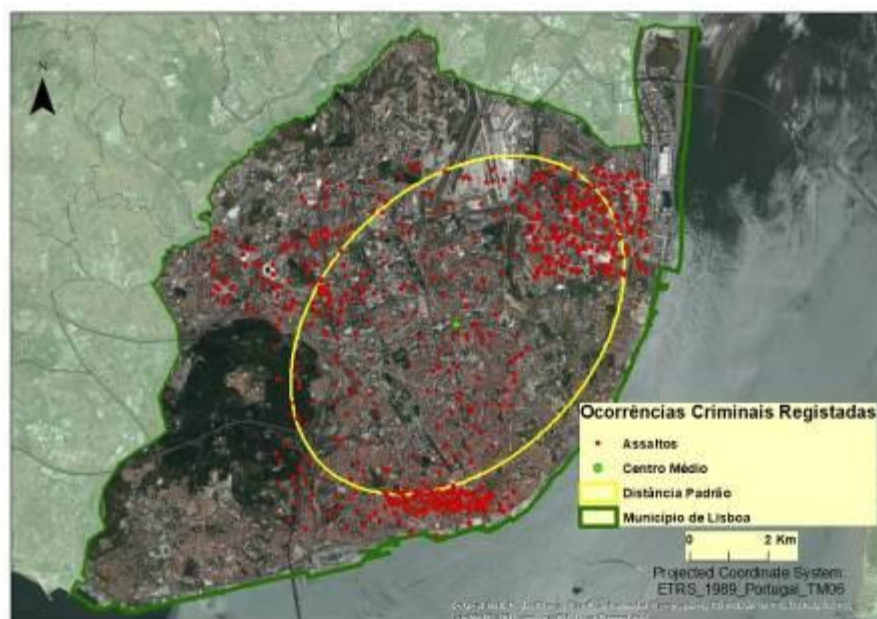 N
Ocorrências Criminais Registadas
Assaltos
Centro Médio
Distância Padrão
Município de Lisboa
0 2 Km
Projected Coordinate System:
ETRS_1989_Portugal_TM06